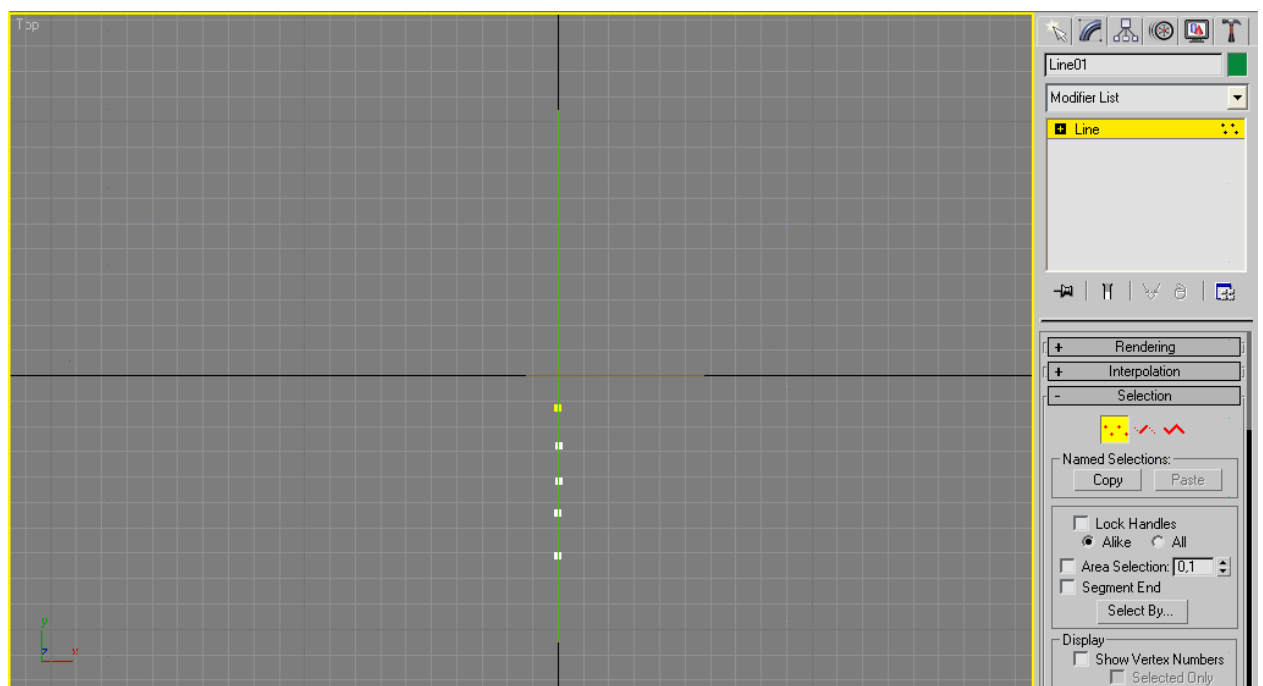 Top
Line01
Modifier List
Line
+ Rendering
+ Interpolation
- Selection
Named Selections:
Copy Paste
Lock Handles
Alike All
Area Selection: 0,1
Segment End
Select By...
Display
Show Vertex Numbers
Selected Only
y
z x